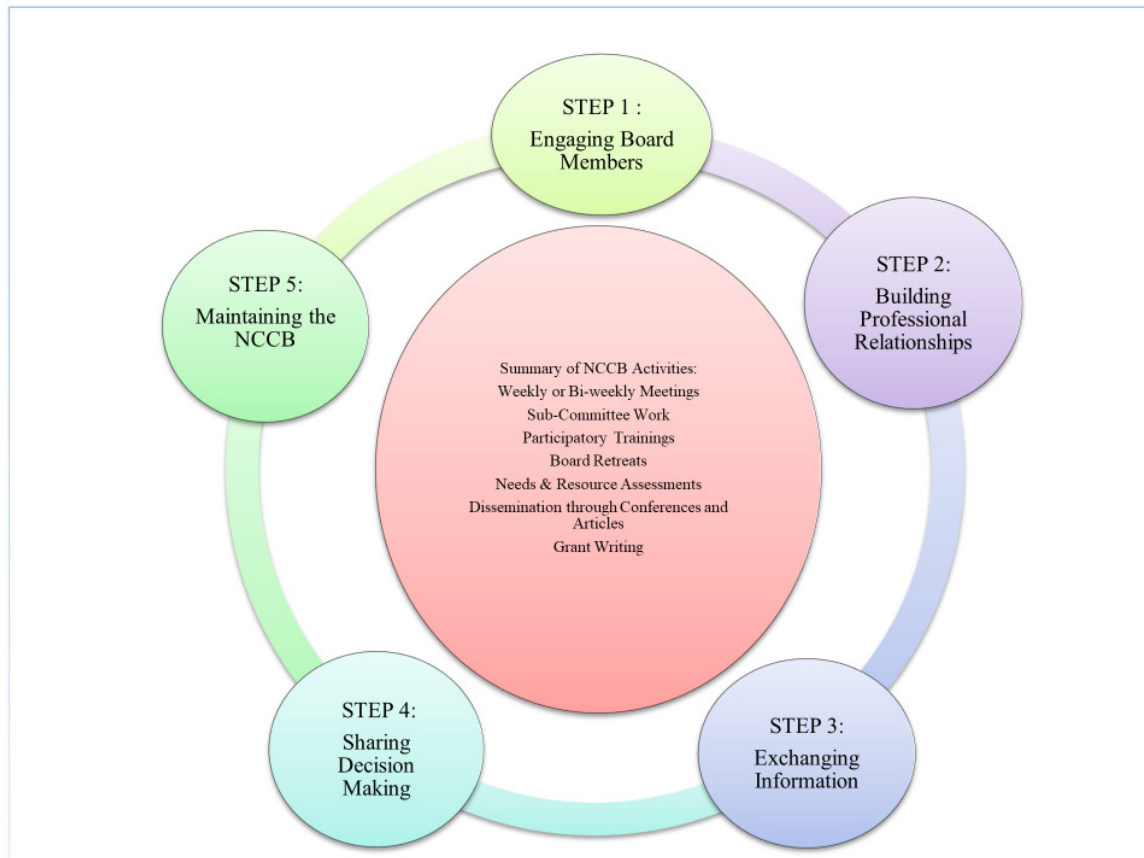 STEP 1 :
Engaging Board
Members
STEP 2:
Building
Professional
Relationships
STEP 3:
Exchanging
Information
STEP 4:
Sharing
Decision
Making
STEP 5:
Maintaining the
NCCB
Summary of NCCB Activities:
Weekly or Bi-weekly Meetings
Sub-Committee Work
Participatory Trainings
Board Retreats
Needs & Resource Assessments
Dissemination through Conferences and
Articles
Grant Writing